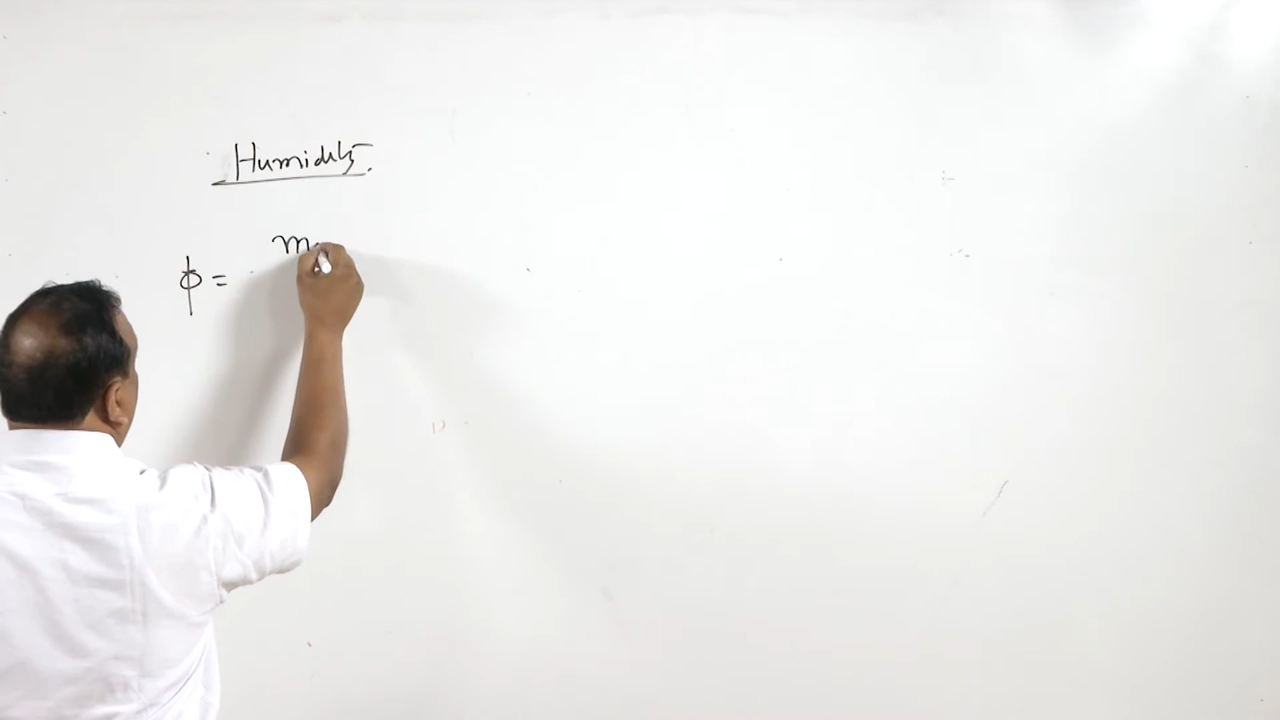 Humidity.
m
ϕ =